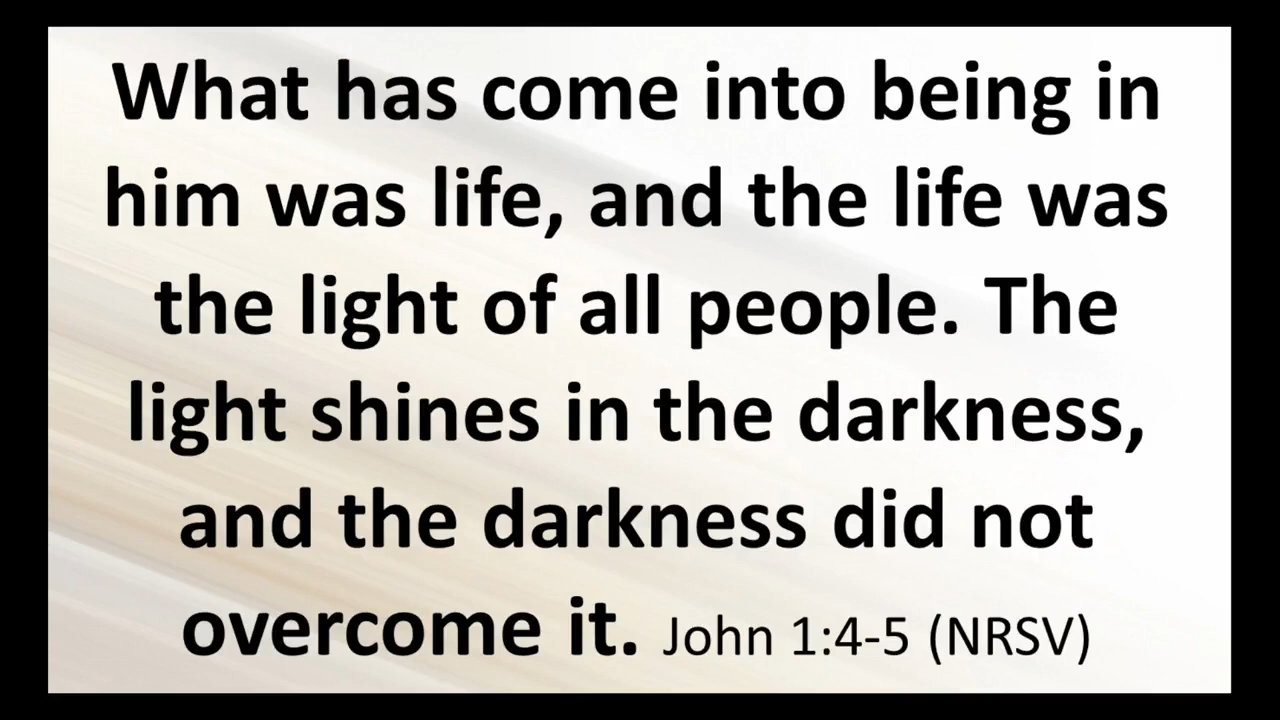 What has come into being in
him was life, and the life was
the light of all people. The
light shines in the darkness,
and the darkness did not
overcome it. John 1:4-5 (NRSV)